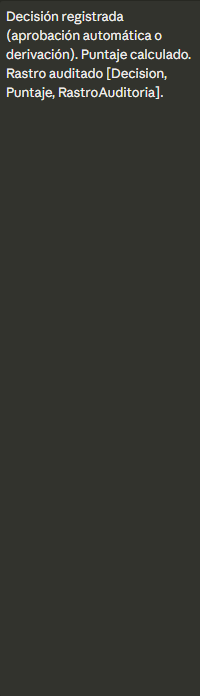 Decisión registrada
(aprobación automática o
derivación). Puntaje calculado.
Rastro auditado [Decision,
Puntaje, RastroAuditoria].